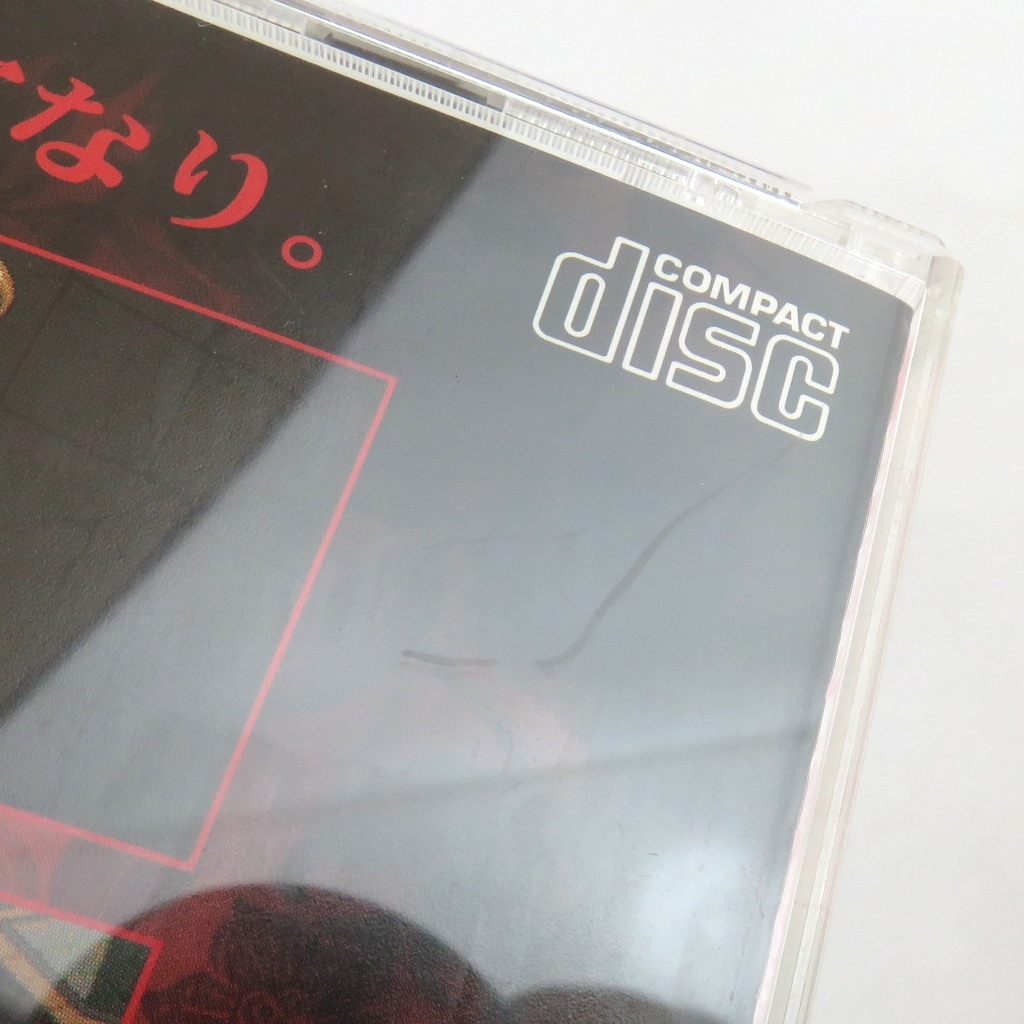 なり。
COMPACT
disc